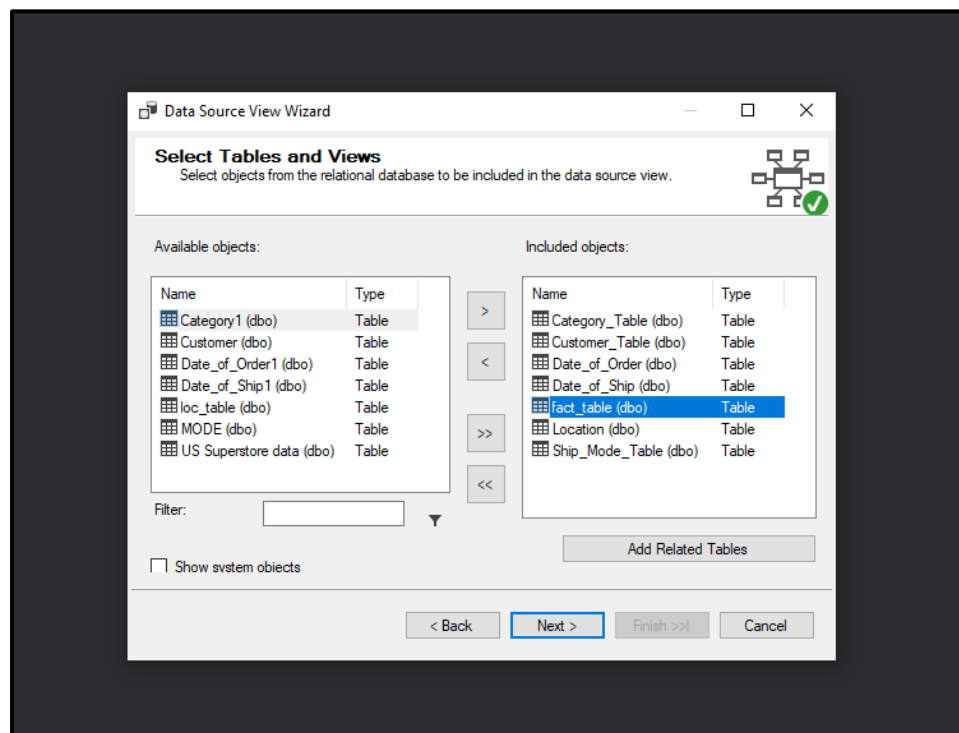 Data Source View Wizard
Select Tables and Views
Select objects from the relational database to be included in the data source view.
Available objects:
Name Type
Category1 (dbo) Table
Customer (dbo) Table
Date_of_Order1 (dbo) Table
Date_of_Ship1 (dbo) Table
loc_table (dbo) Table
MODE (dbo) Table
US Superstore data (dbo) Table
Filter:
Show system objects
>
<
>>
<<
Included objects:
Name Type
Category_Table (dbo) Table
Customer_Table (dbo) Table
Date_of_Order (dbo) Table
Date_of_Ship (dbo) Table
fact_table (dbo) Table
Location (dbo) Table
Ship_Mode_Table (dbo) Table
Add Related Tables
< Back Next > Finish >>| Cancel